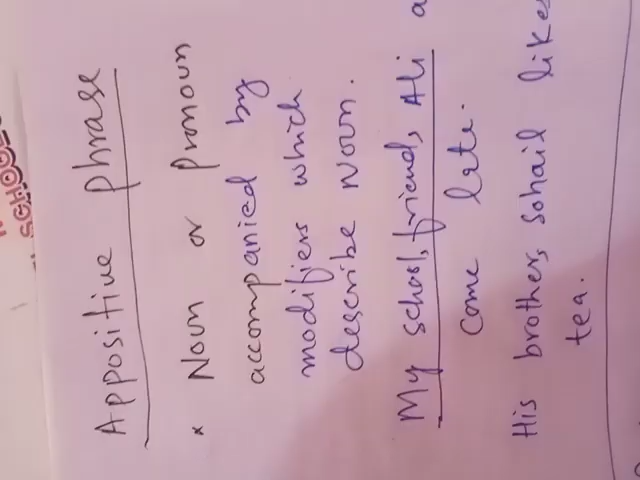 Appositive phrase
* Noun or pronoun
accompanied by
modifiers which
describe Noun.
My school, friend, Ali a
come late.
His brother, sohail like
tea.
SCHOOL